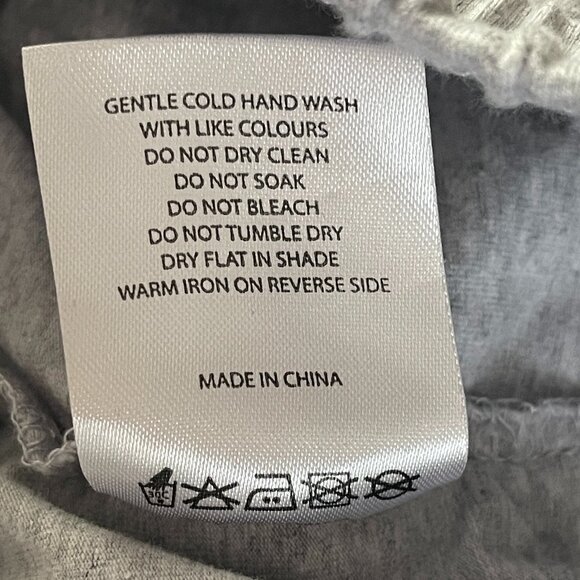 GENTLE COLD HAND WASH
WITH LIKE COLOURS
DO NOT DRY CLEAN
DO NOT SOAK
DO NOT BLEACH
DO NOT TUMBLE DRY
DRY FLAT IN SHADE
WARM IRON ON REVERSE SIDE
MADE IN CHINA